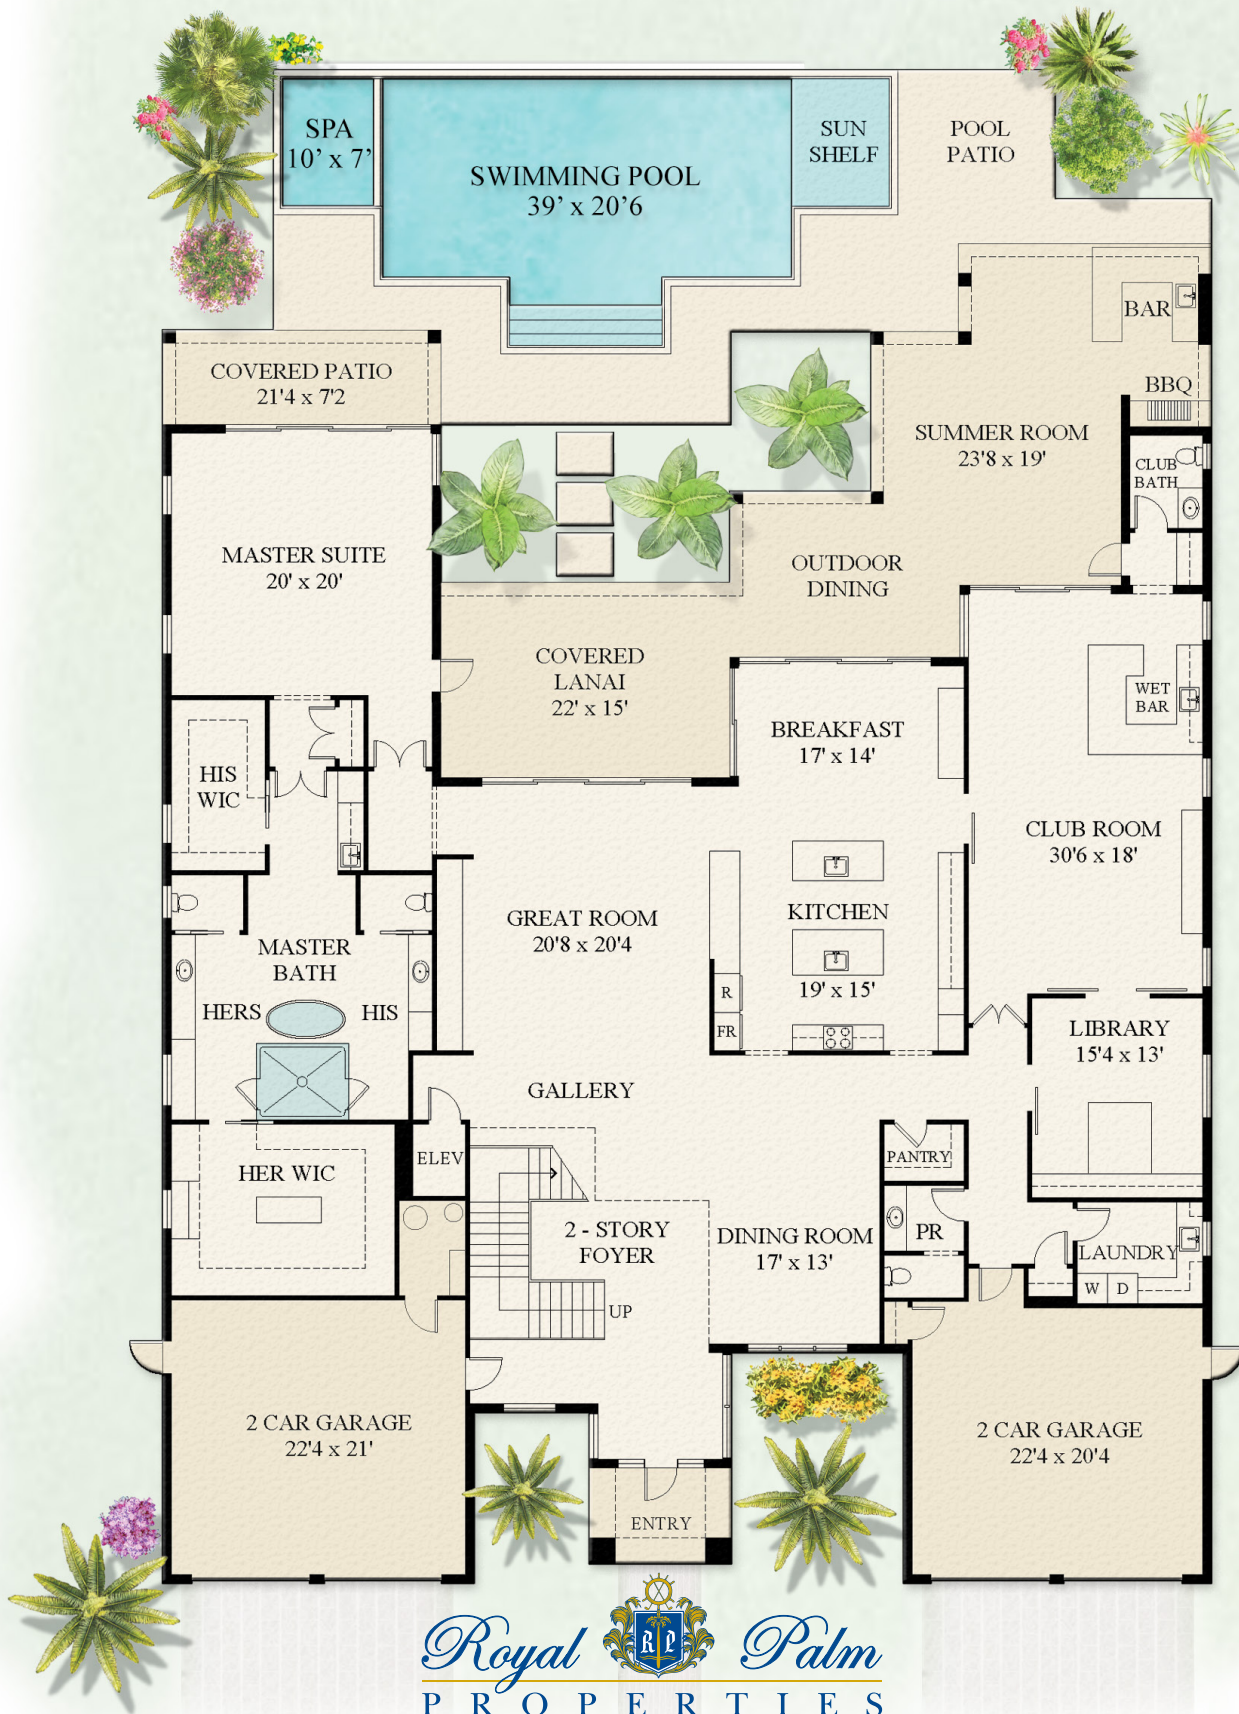 SPA
10’ x 7’
SWIMMING POOL
39’ x 20’6
SUN
SHELF
POOL
PATIO
BAR
BBQ
COVERED PATIO
21'4 x 7'2
SUMMER ROOM
23'8 x 19'
CLUB
BATH
MASTER SUITE
20' x 20'
OUTDOOR
DINING
COVERED
LANAI
22' x 15'
WET
BAR
BREAKFAST
17' x 14'
HIS
WIC
CLUB ROOM
30'6 x 18'
GREAT ROOM
20'8 x 20'4
KITCHEN
19' x 15'
R
FR
MASTER
BATH
HERS
HIS
LIBRARY
15'4 x 13'
GALLERY
ELEV
PANTRY
HER WIC
2 - STORY
FOYER
UP
DINING ROOM
17' x 13'
PR
LAUNDRY
W
D
2 CAR GARAGE
22'4 x 21'
2 CAR GARAGE
22'4 x 20'4
ENTRY
Royal RP Palm
PROPERTIES